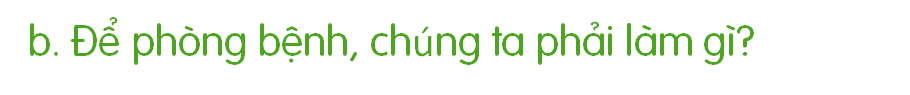 b. Để phòng bệnh, chúng ta phải làm gì?